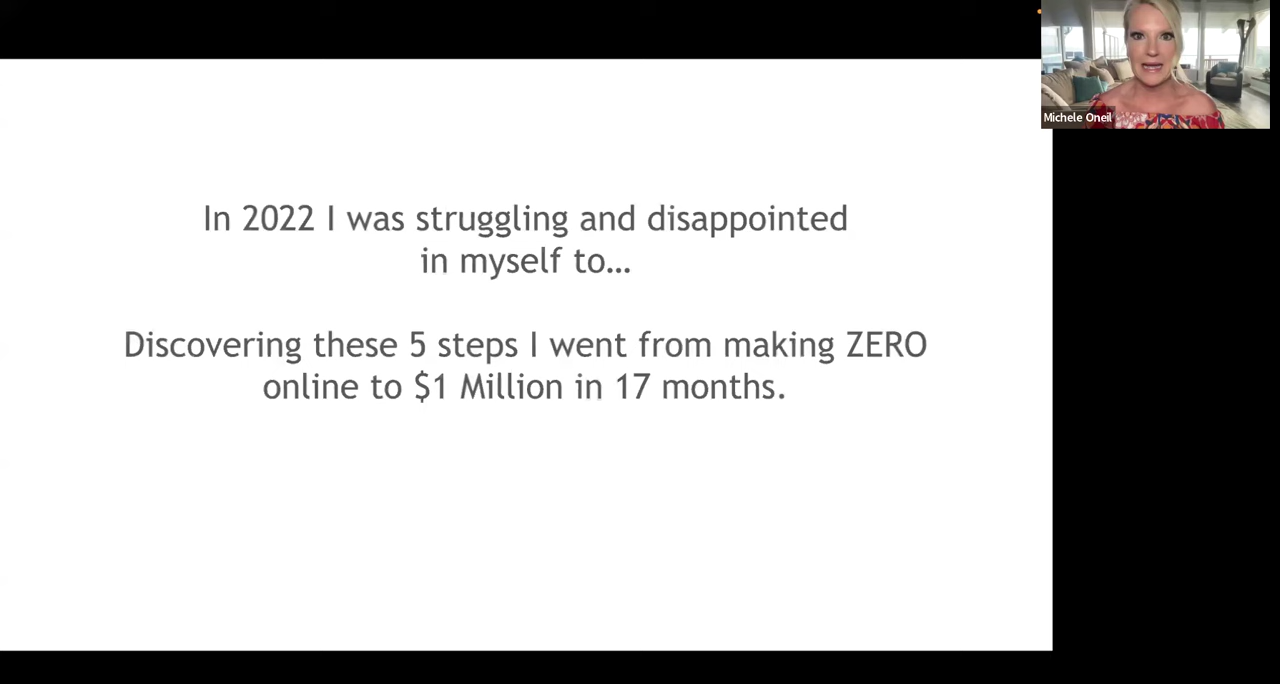 Michele Oneil
In 2022 I was struggling and disappointed
in myself to...
Discovering these 5 steps I went from making ZERO
online to $1 Million in 17 months.